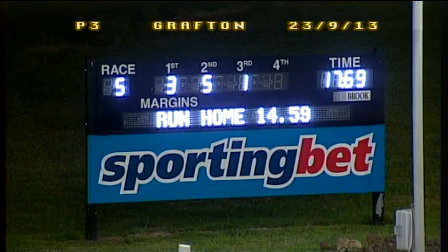 P3 GRAFTON 23/9/13
RACE 1ST 2ND 3RD 4TH TIME
5 3 5 1 17.69
BROOK
MARGINS
RUN HOME 14.59
sportingbet